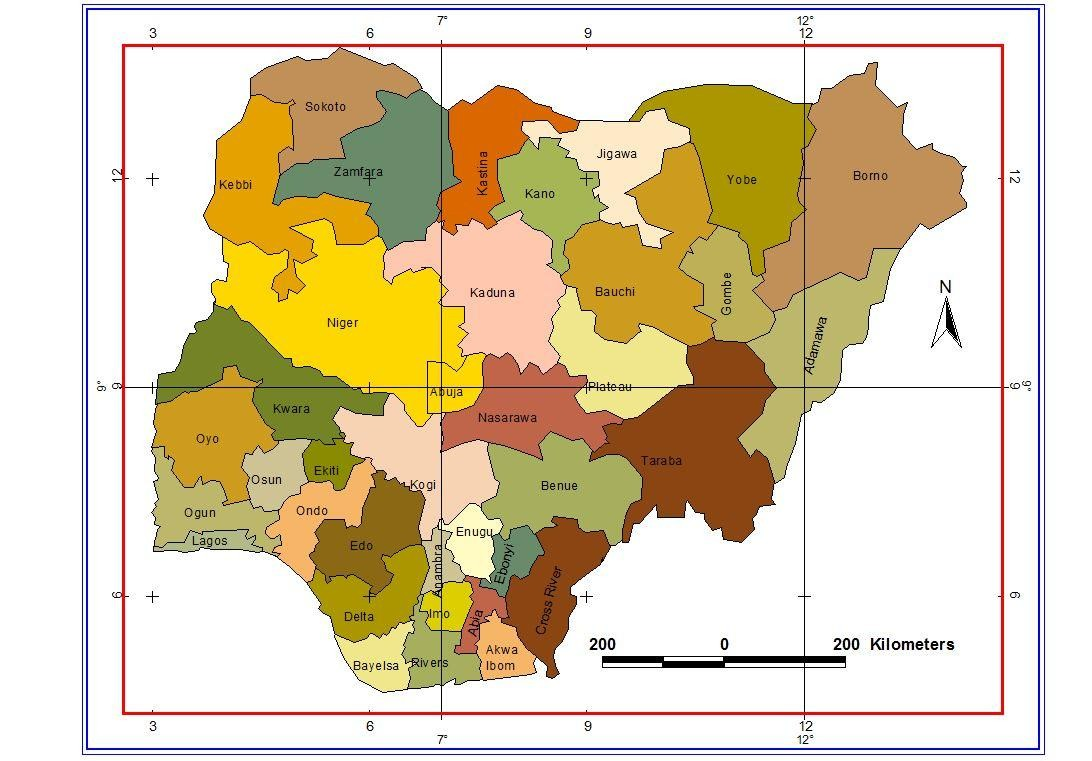 7° 12°
3 6 9
Sokoto
Zamfara
Kebbi
Kastina
Kano
Jigawa
Yobe
Borno
12 12
Niger
Kaduna
Bauchi
Gombe
Adamawa
N
9° 9 9 9°
Abuja
Plateau
Kwara
Nasarawa
Oyo
Taraba
Ekiti
Osun
Kogi
Benue
Ogun
Ondo
Lagos
Edo
Enugu
Anambra
Ebonyi
Cross River
6 6
Delta
Imo
Abia
Bayelsa
Rivers
Akwa
Ibom
200 0 200 Kilometers
3 6 9 12
7° 12°